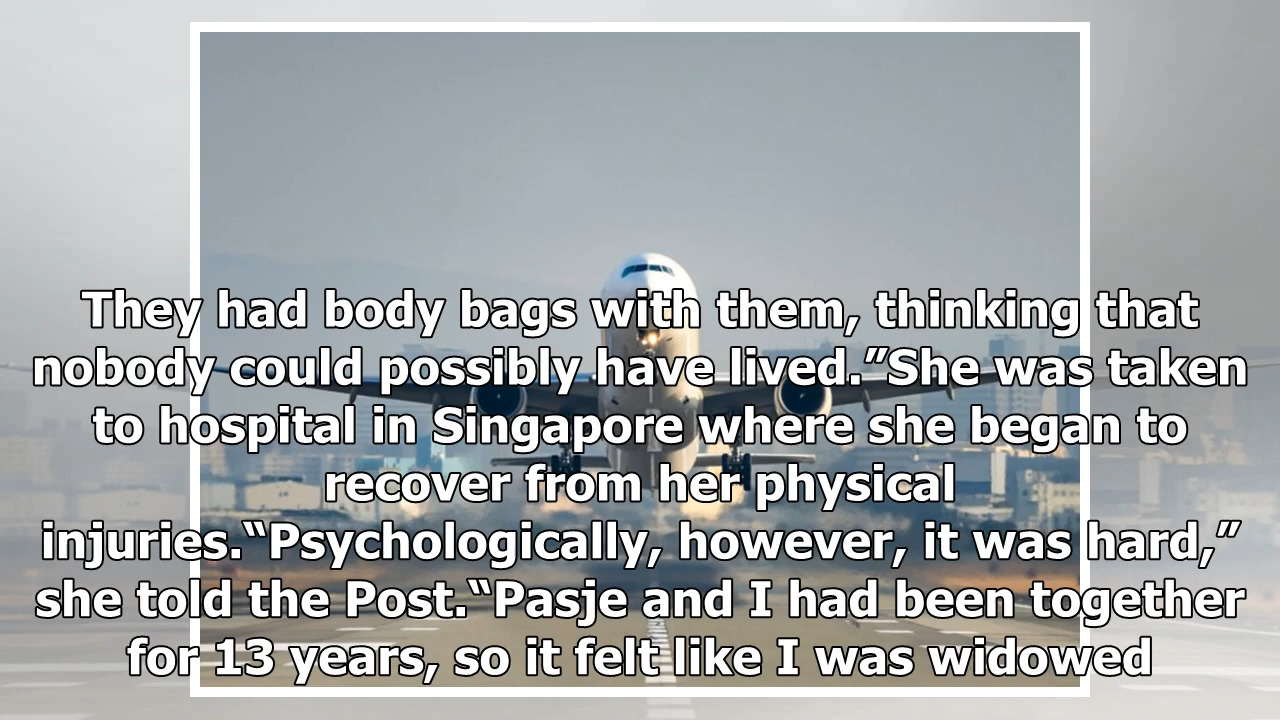 They had body bags with them, thinking that
nobody could possibly have lived.”She was taken
to hospital in Singapore where she began to
recover from her physical
injuries.“Psychologically, however, it was hard,”
she told the Post.“Pasje and I had been together
for 13 years, so it felt like I was widowed